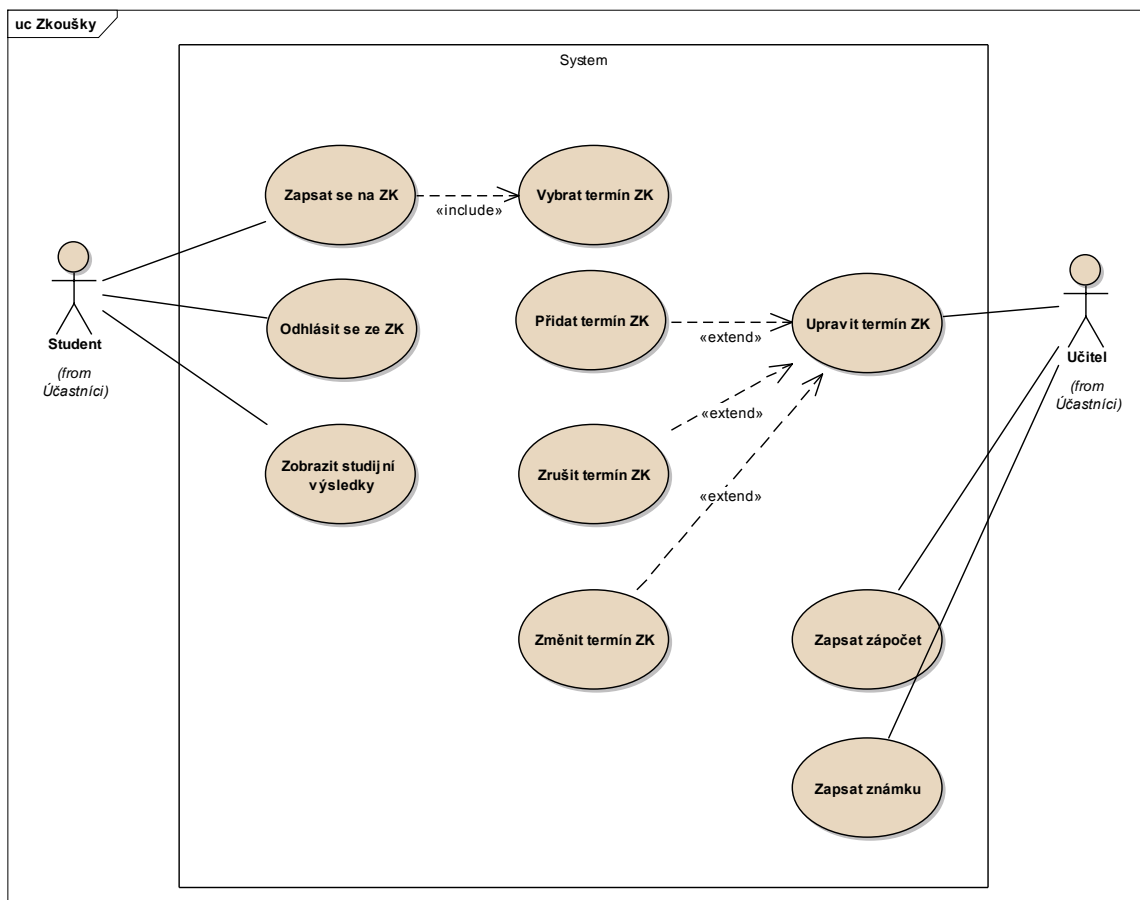 uc Zkoušky
System
Zapsat se na ZK
«include»
Vybrat termín ZK
Student
(from
Účastníci)
Odhlásit se ze ZK
Přidat termín ZK
«extend»
Upravit termín ZK
Učitel
(from
Účastníci)
«extend»
Zobrazit studijní
výsledky
Zrušit termín ZK
«extend»
Změnit termín ZK
Zapsat zápočet
Zapsat známku